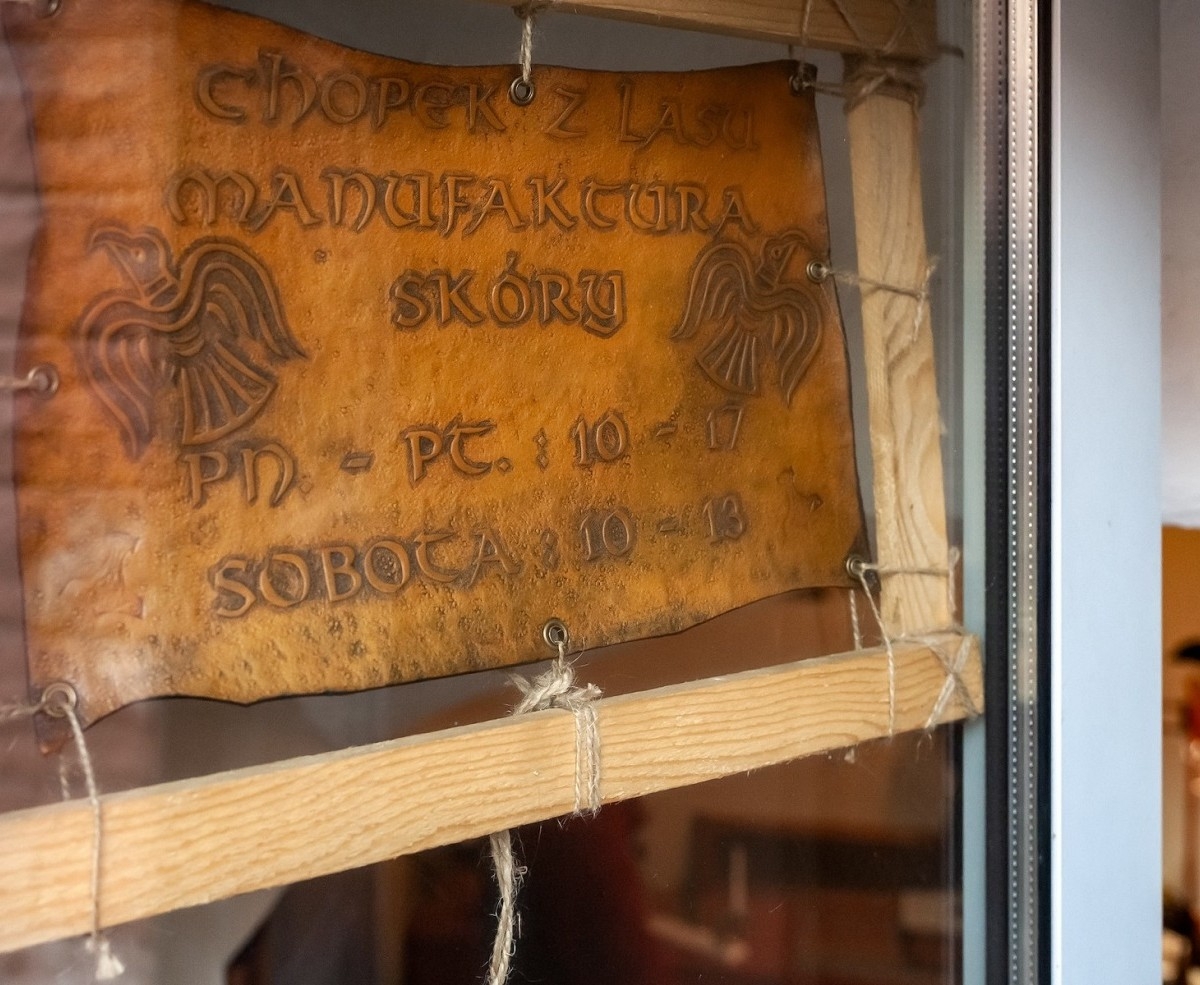 CHOPEK Z LASU
MANUFAKTURA
SKÓRY
PN. - PT. : 10 - 17
SOBOTA : 10 - 13